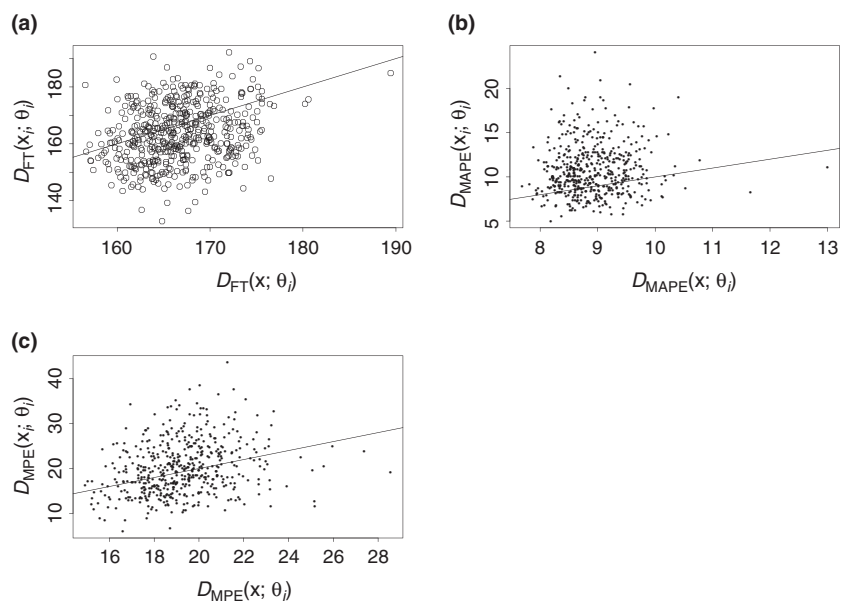 (a)
D_FT(x_i; θ_i)
180
160
140
160 170 180 190
D_FT(x; θ_i)
(b)
D_MAPE(x_i; θ_i)
20
15
10
5
8 9 10 11 12 13
D_MAPE(x; θ_i)
(c)
D_MPE(x_i; θ_i)
40
30
20
10
16 18 20 22 24 26 28
D_MPE(x; θ_i)